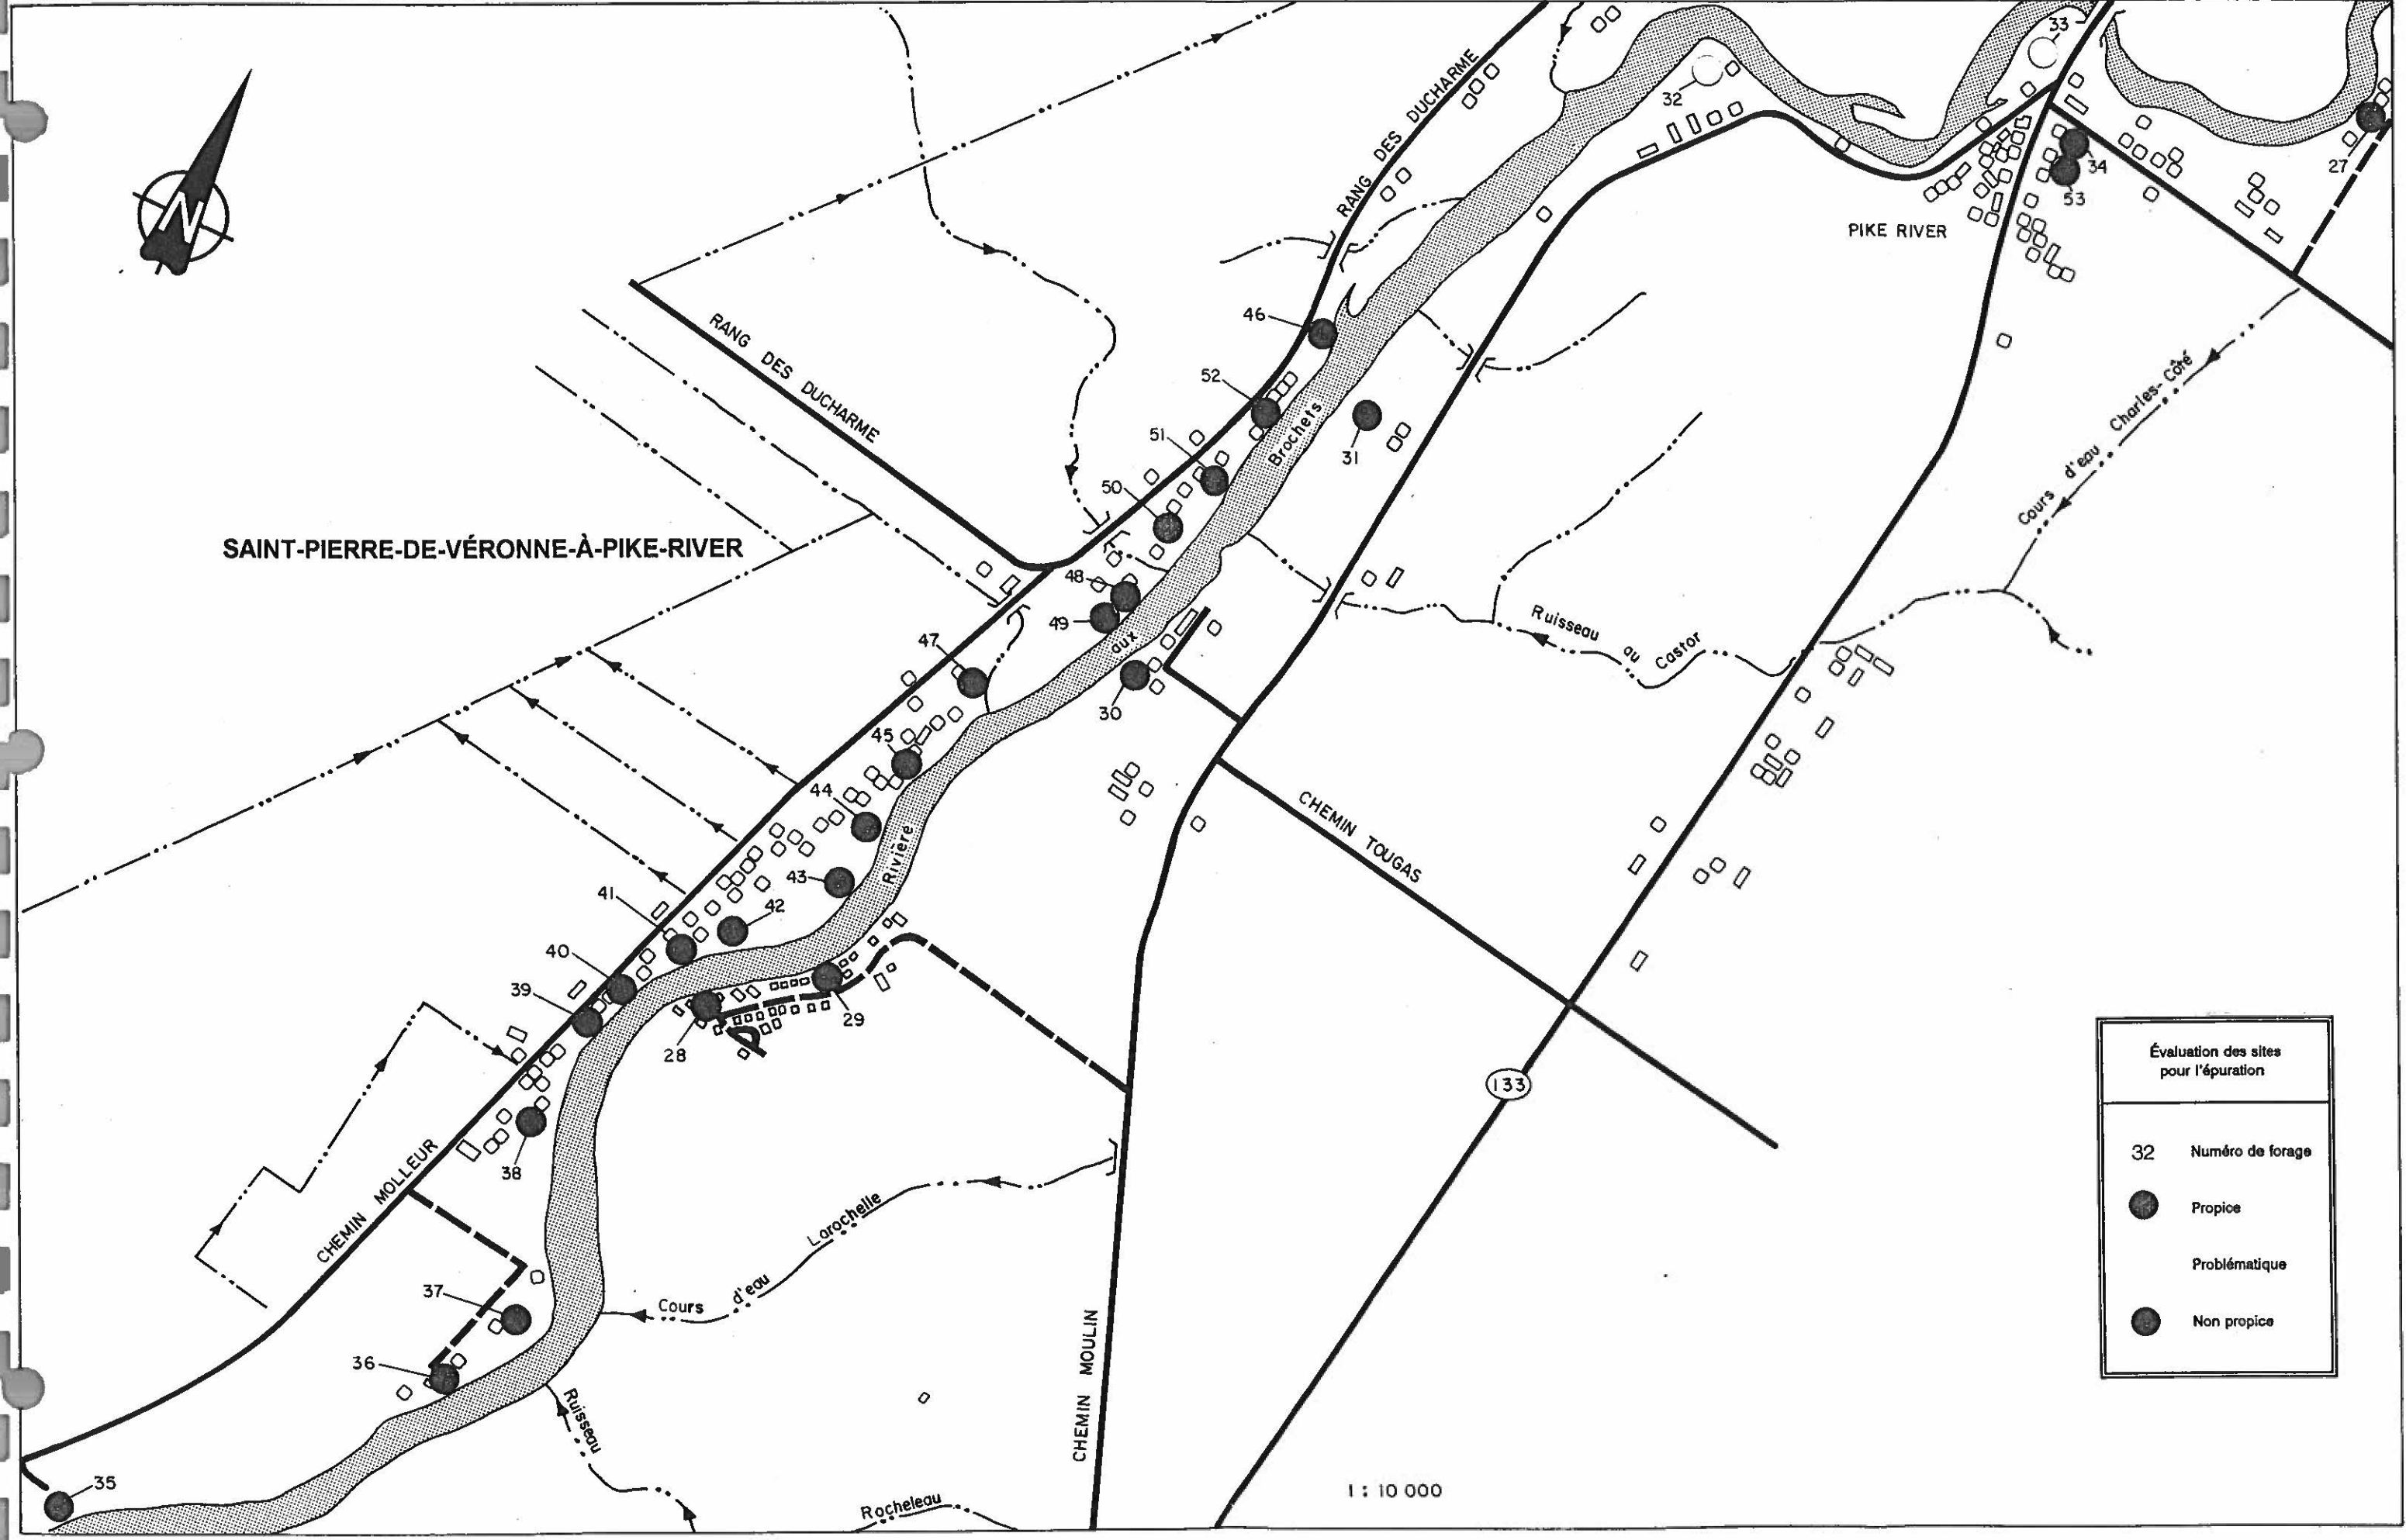 33
32
34
53
27
RANG DES DUCHARME
PIKE RIVER
46
RANG DES DUCHARME
52
51
31
Brochets
50
Cours d'eau Charles-Côté
SAINT-PIERRE-DE-VÉRONNE-À-PIKE-RIVER
48
49
aux
47
Ruisseau au Castor
30
45
44
CHEMIN TOUGAS
Rivière
43
42
41
40
39
29
28
133
38
CHEMIN MOLLEUR
Larochelle
d'eau
Cours
37
36
CHEMIN MOULIN
Ruisseau
35
Rocheleau
1 : 10 000
N
Évaluation des sites
pour l'épuration
32 Numéro de forage
Propice
Problématique
Non propice